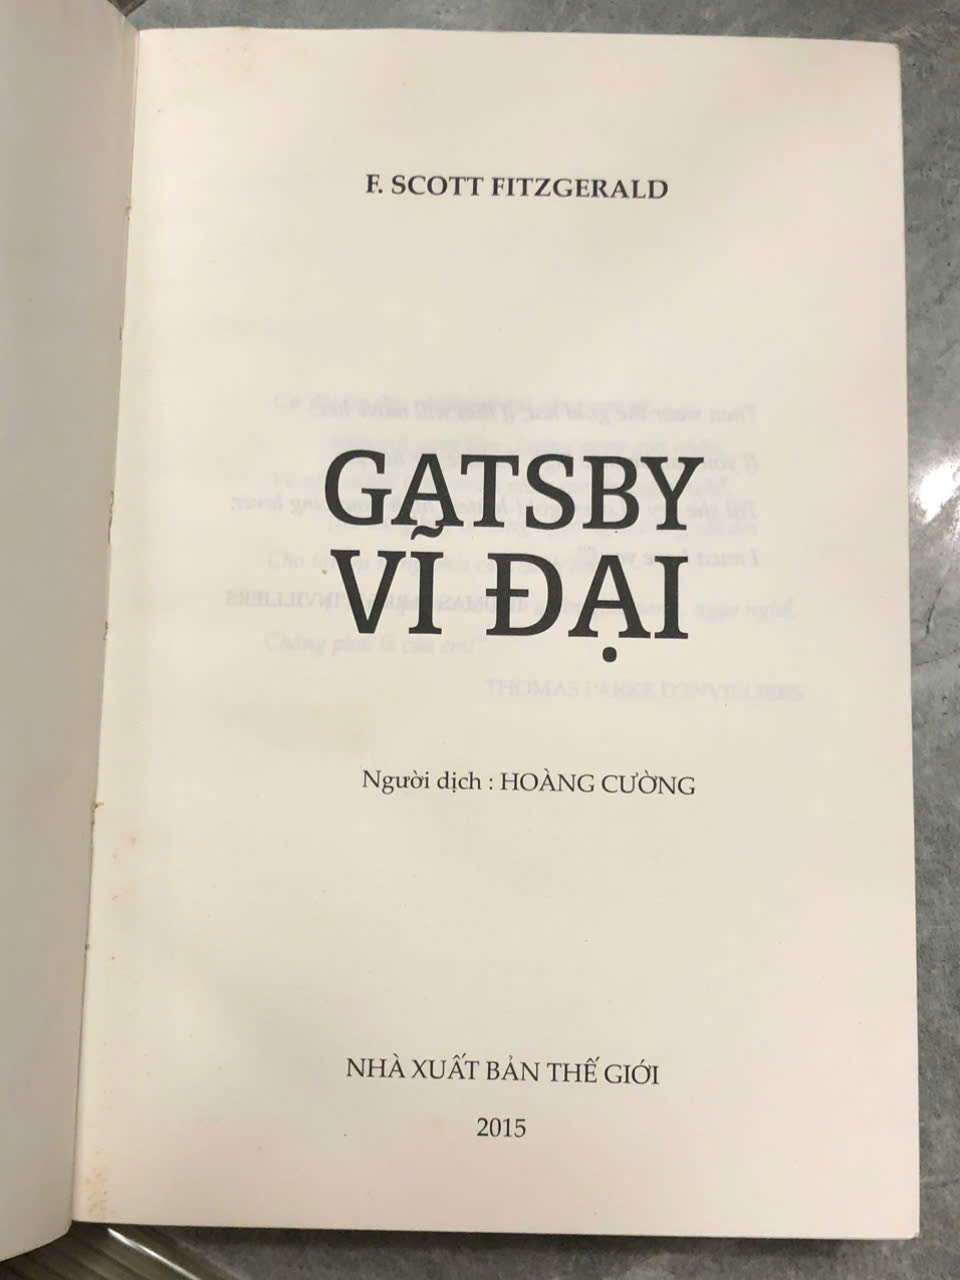 F. SCOTT FITZGERALD
GATSBY
VĨ ĐẠI
Người dịch : HOÀNG CƯỜNG
NHÀ XUẤT BẢN THẾ GIỚI
2015